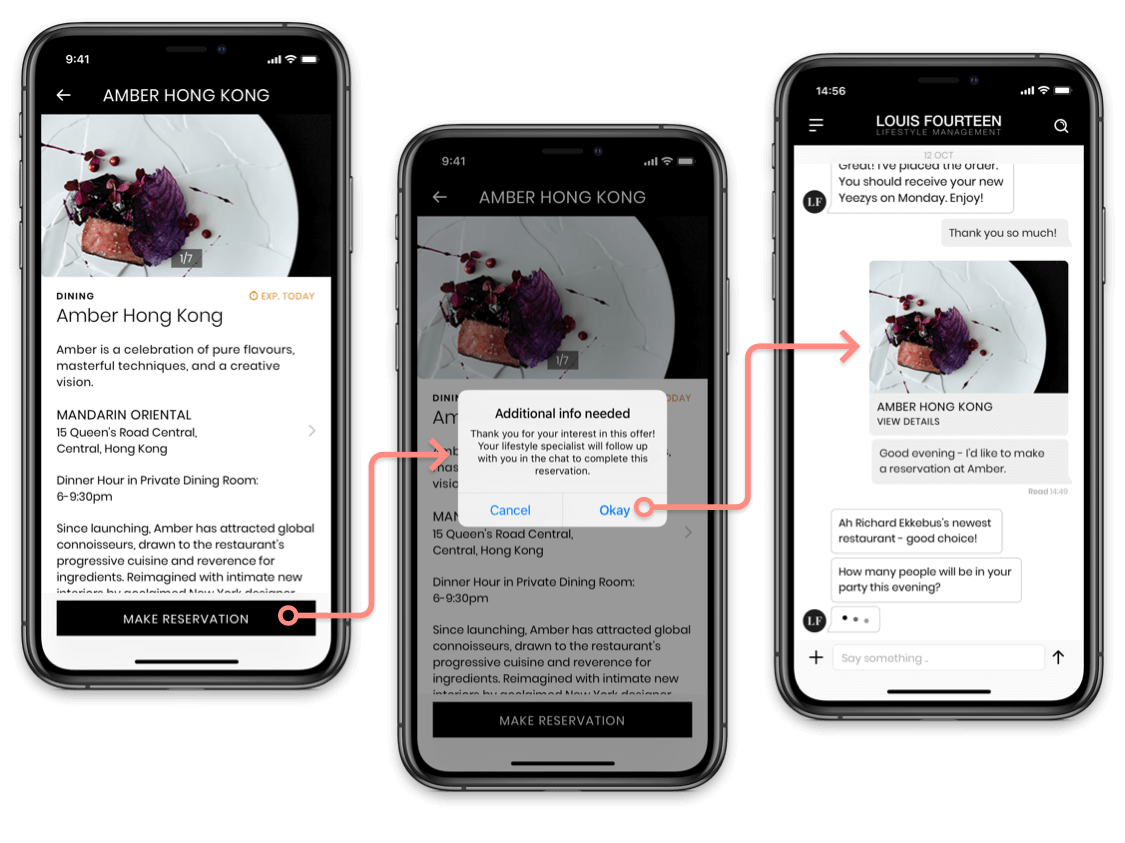 9:41
AMBER HONG KONG
1/7
DINING
EXP. TODAY
Amber Hong Kong
Amber is a celebration of pure flavours,
masterful techniques, and a creative
vision.
MANDARIN ORIENTAL
15 Queen's Road Central,
Central, Hong Kong
Dinner Hour in Private Dining Room:
6-9:30pm
Since launching, Amber has attracted global
connoisseurs, drawn to the restaurant's
progressive cuisine and reverence for
ingredients. Reimagined with intimate new
interiors by acclaimed New York designer
MAKE RESERVATION
9:41
AMBER HONG KONG
1/7
DININ
ODAY
Am
Additional info needed
Thank you for your interest in this offer!
Your lifestyle specialist will follow up
with you in the chat to complete this
reservation.
Cancel
Okay
Amb
mas
visio
MAN
15 Queen's Road Central,
Central, Hong Kong
Dinner Hour in Private Dining Room:
6-9:30pm
Since launching, Amber has attracted global
connoisseurs, drawn to the restaurant's
progressive cuisine and reverence for
ingredients. Reimagined with intimate new
interiors by acclaimed New York designer
MAKE RESERVATION
14:56
LOUIS FOURTEEN
LIFESTYLE MANAGEMENT
12 OCT
Great! I've placed the order.
You should receive your new
Yeezys on Monday. Enjoy!
LF
Thank you so much!
AMBER HONG KONG
VIEW DETAILS
Good evening - I'd like to make
a reservation at Amber.
Read 14:49
Ah Richard Ekkebus's newest
restaurant - good choice!
How many people will be in your
party this evening?
LF
Say something..